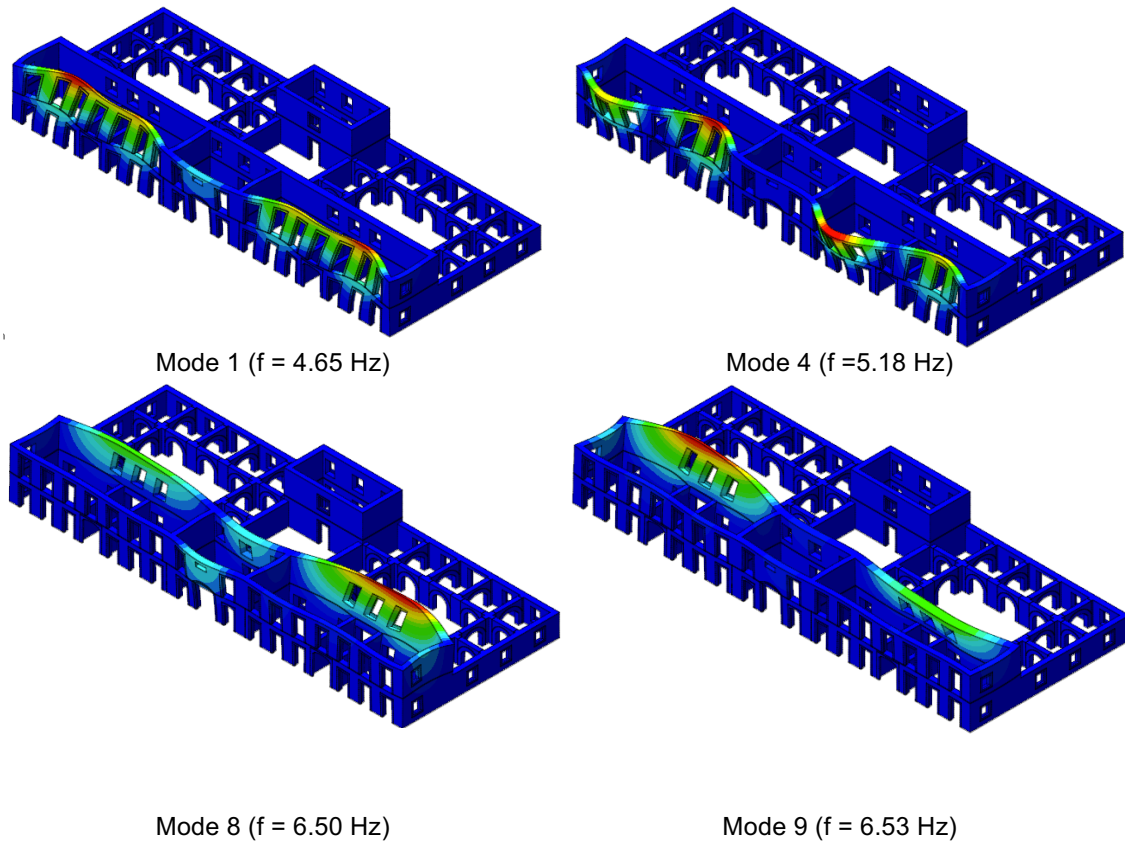 Mode 1 (f = 4.65 Hz)
Mode 4 (f =5.18 Hz)
Mode 8 (f = 6.50 Hz)
Mode 9 (f = 6.53 Hz)